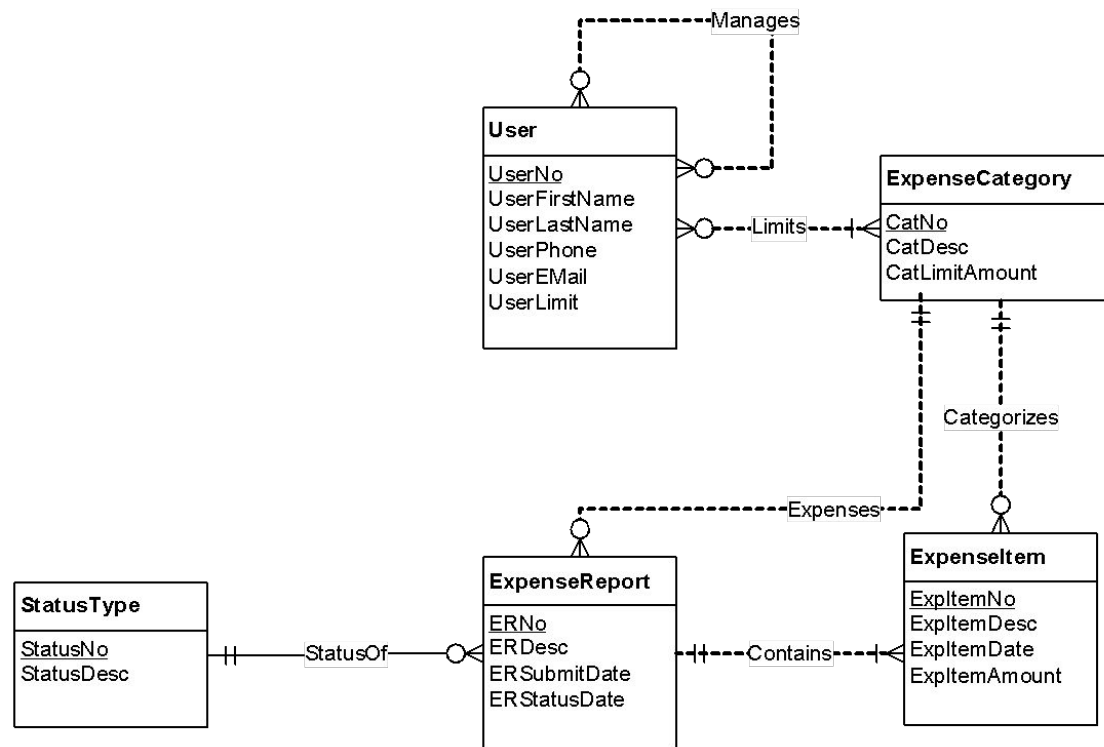 Manages
User
UserNo
UserFirstName
UserLastName
UserPhone
UserEMail
UserLimit
Limits
ExpenseCategory
CatNo
CatDesc
CatLimitAmount
Categorizes
Expenses
StatusType
StatusNo
StatusDesc
StatusOf
ExpenseReport
ERNo
ERDesc
ERSubmitDate
ERStatusDate
Contains
ExpenseItem
ExpItemNo
ExpItemDesc
ExpItemDate
ExpItemAmount